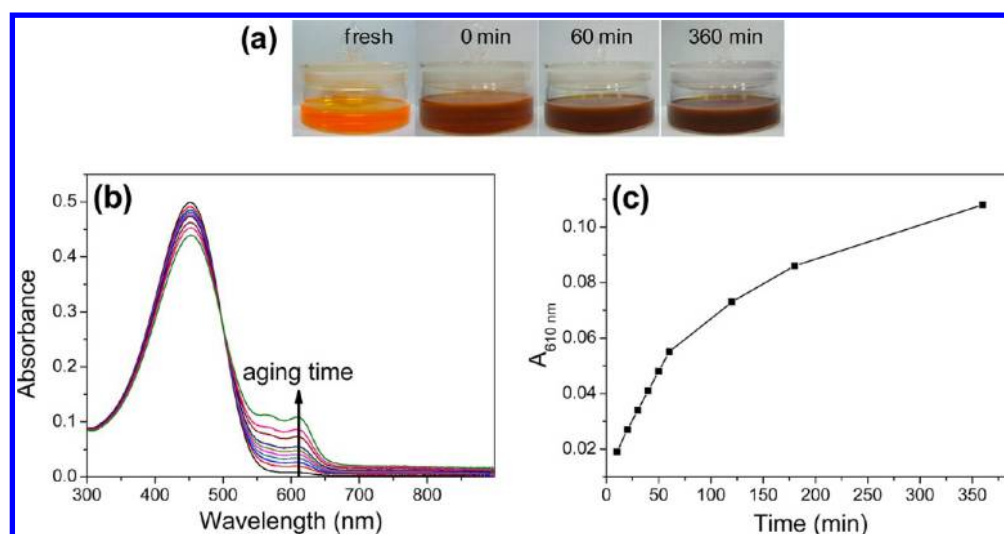 (a) fresh 0 min 60 min 360 min
(b)
0.5
0.4
0.3
0.2
0.1
0.0
Absorbance
aging time
300 400 500 600 700 800
Wavelength (nm)
(c)
0.10
0.08
0.06
0.04
0.02
A610 nm
0 50 100 150 200 250 300 350
Time (min)